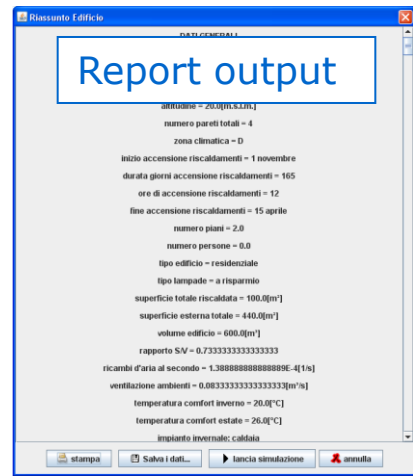 Riassunto Edificio
DATI GENERALI
Report output
altitudine = 20.0[m.s.l.m.]
numero pareti totali = 4
zona climatica = D
inizio accensione riscaldamenti = 1 novembre
durata giorni accensione riscaldamenti = 165
ore di accensione riscaldamenti = 12
fine accensione riscaldamenti = 15 aprile
numero piani = 2.0
numero persone = 0.0
tipo edificio = residenziale
tipo lampade = a risparmio
superficie totale riscaldata = 100.0[m²]
superficie esterna totale = 440.0[m²]
volume edificio = 600.0[m³]
rapporto S/V = 0.7333333333333333
ricambi d'aria al secondo = 1.388888888888889E-4[1/s]
ventilazione ambienti = 0.08333333333333333[m³/s]
temperatura comfort inverno = 20.0[°C]
temperatura comfort estate = 26.0[°C]
impianto invernale: caldaia
stampa Salva i dati... lancia simulazione annulla